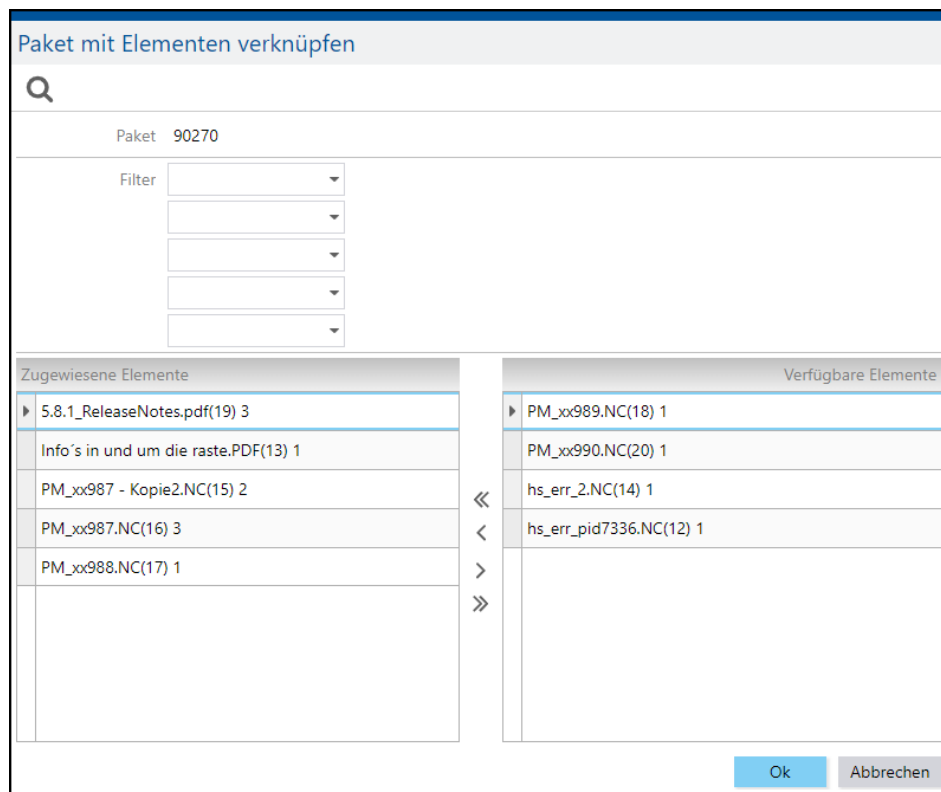 Paket mit Elementen verknüpfen
Paket 90270
Filter
Zugewiesene Elemente
5.8.1_ReleaseNotes.pdf(19) 3
Info´s in und um die raste.PDF(13) 1
PM_xx987 - Kopie2.NC(15) 2
PM_xx987.NC(16) 3
PM_xx988.NC(17) 1
Verfügbare Elemente
PM_xx989.NC(18) 1
PM_xx990.NC(20) 1
hs_err_2.NC(14) 1
hs_err_pid7336.NC(12) 1
Ok Abbrechen